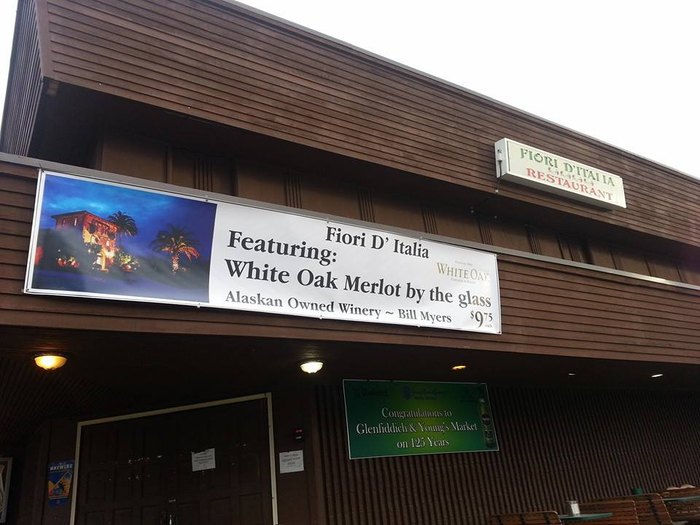 FIORI D'ITALIA
RESTAURANT
Fiori D' Italia
Featuring:
White Oak Merlot by the glass
Alaskan Owned Winery ~ Bill Myers
$9.75
WHITE OAK
Congratulations to
Glenfiddich & Young's Market
on 125 Years